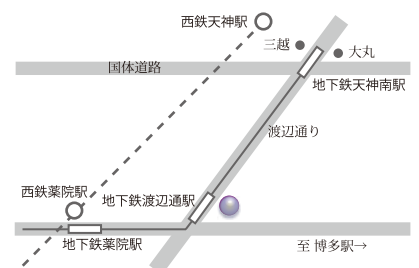 西鉄天神駅
三越
大丸
国体道路
地下鉄天神南駅
渡辺通り
西鉄薬院駅
地下鉄渡辺通駅
地下鉄薬院駅
至 博多駅→